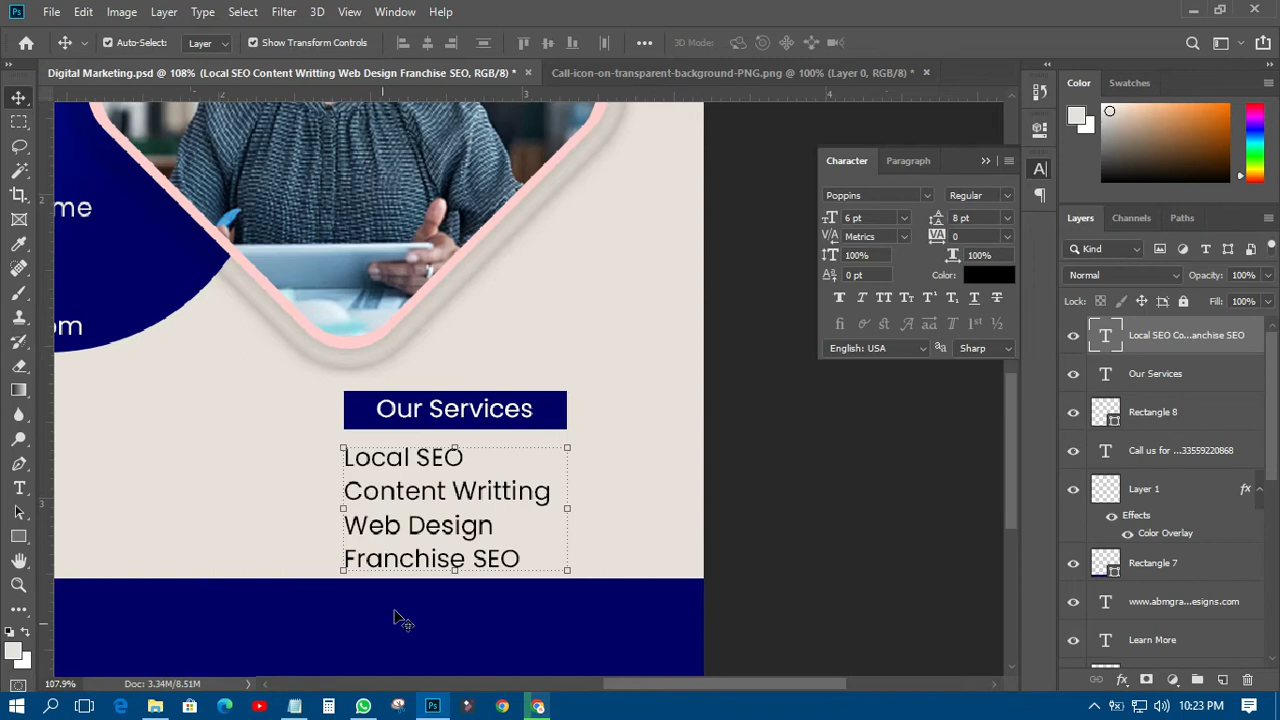 File Edit Image Layer Type Select Filter 3D View Window Help
Auto-Select: Layer Show Transform Controls 3D Mode:
Digital Marketing.psd @ 108% (Local SEO Content Writting Web Design Franchise SEO, RGB/8) *
Call-icon-on-transparent-background-PNG.png @ 100% (Layer 0, RGB/8) *
2 3 4
2
3
me
om
Our Services
Local SEO
Content Writting
Web Design
Franchise SEO
Character Paragraph
Poppins Regular
6 pt 8 pt
Metrics 0
100% 100%
0 pt Color:
English: USA Sharp
Color Swatches
Layers Channels Paths
Kind
Normal Opacity: 100%
Lock: Fill: 100%
Local SEO Co...anchise SEO
Our Services
Rectangle 8
Call us for ...33559220868
Layer 1 fx
Effects
Color Overlay
Rectangle 7
www.abmgra...esigns.com
Learn More
107.9% Doc: 3.34M/8.51M
10:23 PM